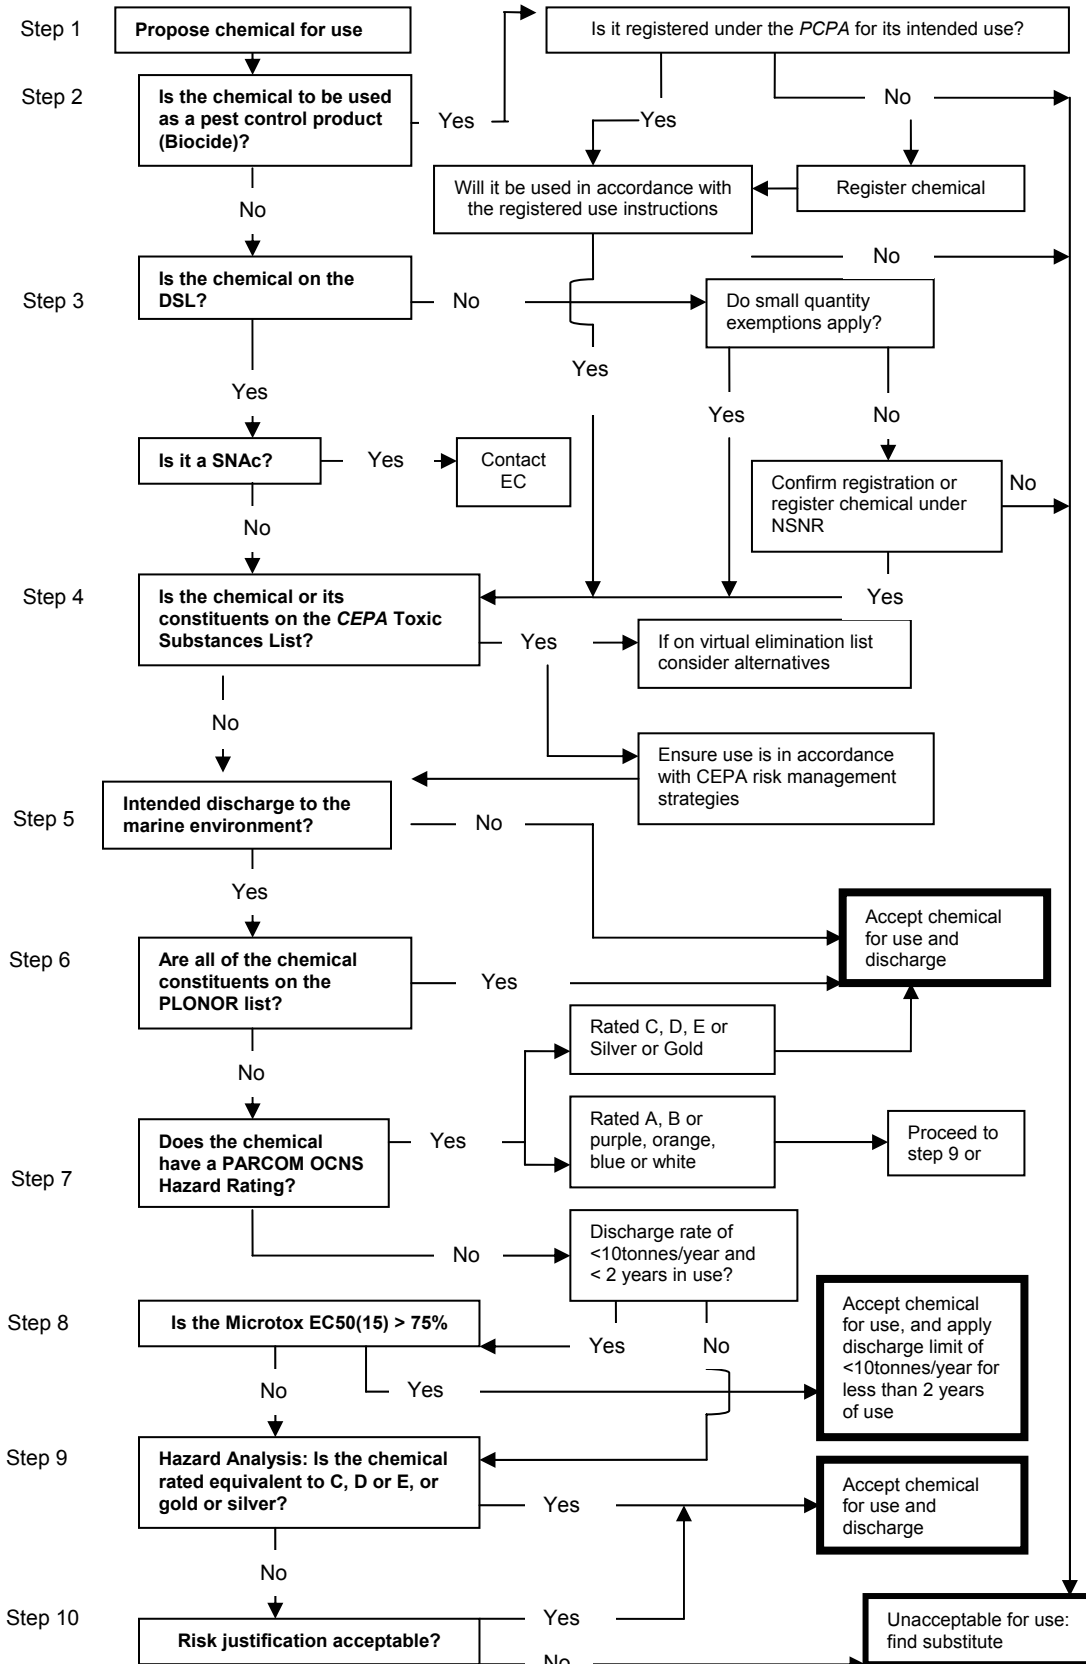 Step 1
Propose chemical for use
Is it registered under the PCPA for its intended use?
Step 2
Is the chemical to be used
as a pest control product
(Biocide)?
Yes
Yes
No
Will it be used in accordance with
the registered use instructions
Register chemical
No
No
Step 3
Is the chemical on the
DSL?
No
Do small quantity
exemptions apply?
Yes
Yes
Yes
No
Is it a SNAc?
Yes
Contact
EC
Confirm registration or
register chemical under
NSNR
No
No
Step 4
Is the chemical or its
constituents on the CEPA Toxic
Substances List?
Yes
Yes
If on virtual elimination list
consider alternatives
No
Ensure use is in accordance
with CEPA risk management
strategies
Step 5
Intended discharge to the
marine environment?
No
Yes
Accept chemical
for use and
discharge
Step 6
Are all of the chemical
constituents on the
PLONOR list?
Yes
Rated C, D, E or
Silver or Gold
No
Step 7
Does the chemical
have a PARCOM OCNS
Hazard Rating?
Yes
Rated A, B or
purple, orange,
blue or white
Proceed to
step 9 or
No
Discharge rate of
<10tonnes/year and
< 2 years in use?
Step 8
Is the Microtox EC50(15) > 75%
Yes
No
Accept chemical
for use, and apply
discharge limit of
<10tonnes/year for
less than 2 years
of use
No
Yes
Step 9
Hazard Analysis: Is the chemical
rated equivalent to C, D or E, or
gold or silver?
Yes
Accept chemical
for use and
discharge
No
Step 10
Risk justification acceptable?
Yes
No
Unacceptable for use:
find substitute